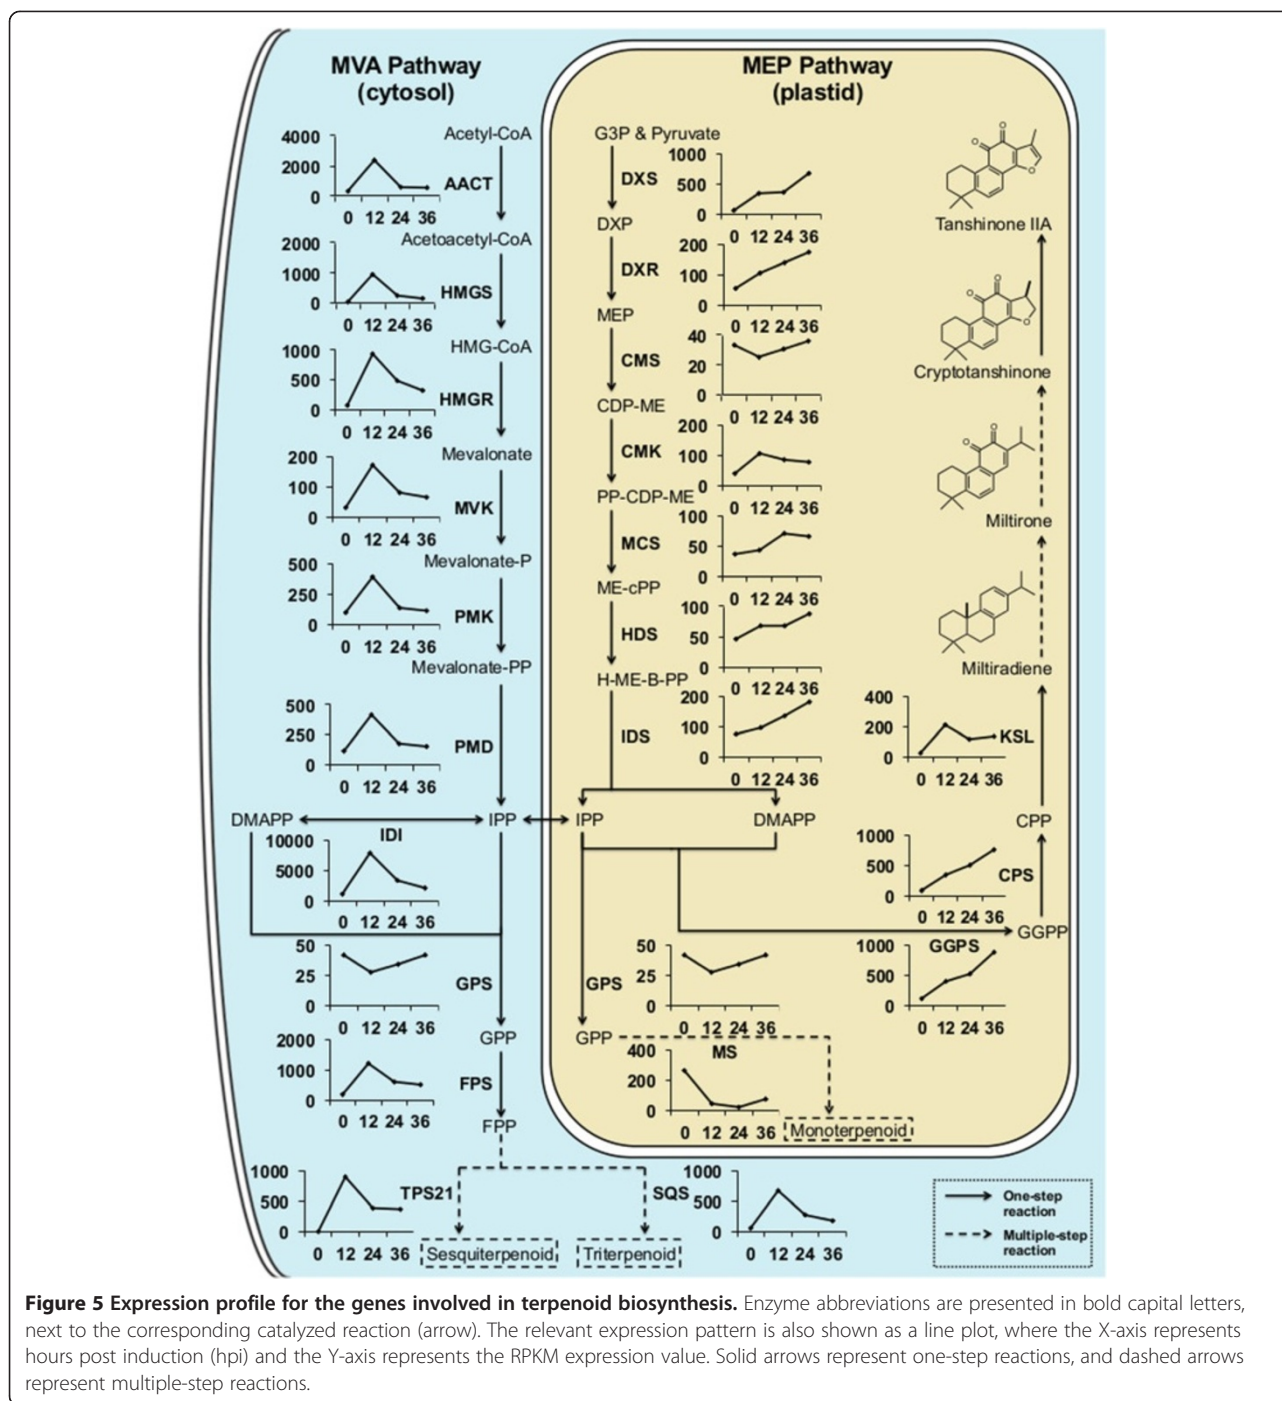 MVA Pathway
(cytosol)
Acetyl-CoA
4000
2000
0
0 12 24 36
AACT
Acetoacetyl-CoA
2000
1000
0
0 12 24 36
HMGS
HMG-CoA
1000
500
0
0 12 24 36
HMGR
Mevalonate
200
100
0
0 12 24 36
MVK
Mevalonate-P
500
250
0
0 12 24 36
PMK
Mevalonate-PP
500
250
0
0 12 24 36
PMD
DMAPP
IPP
IDI
10000
5000
0
0 12 24 36
50
25
0
0 12 24 36
GPS
GPP
2000
1000
0
0 12 24 36
FPS
FPP
1000
500
0
0 12 24 36
TPS21
Sesquiterpenoid
SQS
Triterpenoid
1000
500
0
0 12 24 36
MEP Pathway
(plastid)
G3P & Pyruvate
DXS
1000
500
0
0 12 24 36
DXP
DXR
200
100
0
0 12 24 36
MEP
CMS
40
20
0
0 12 24 36
CDP-ME
CMK
200
100
0
0 12 24 36
PP-CDP-ME
MCS
100
50
0
0 12 24 36
ME-cPP
HDS
100
50
0
0 12 24 36
H-ME-B-PP
IDS
200
100
0
0 12 24 36
IPP
DMAPP
GPS
50
25
0
0 12 24 36
GPP
MS
400
200
0
0 12 24 36
Monoterpenoid
O
O
O
Tanshinone IIA
O
O
O
Cryptotanshinone
O
O
Miltirone
Miltiradiene
400
200
0
0 12 24 36
KSL
CPP
1000
500
0
0 12 24 36
CPS
GGPP
GGPS
1000
500
0
0 12 24 36
One-step
reaction
Multiple-step
reaction
Figure 5 Expression profile for the genes involved in terpenoid biosynthesis. Enzyme abbreviations are presented in bold capital letters,
next to the corresponding catalyzed reaction (arrow). The relevant expression pattern is also shown as a line plot, where the X-axis represents
hours post induction (hpi) and the Y-axis represents the RPKM expression value. Solid arrows represent one-step reactions, and dashed arrows
represent multiple-step reactions.